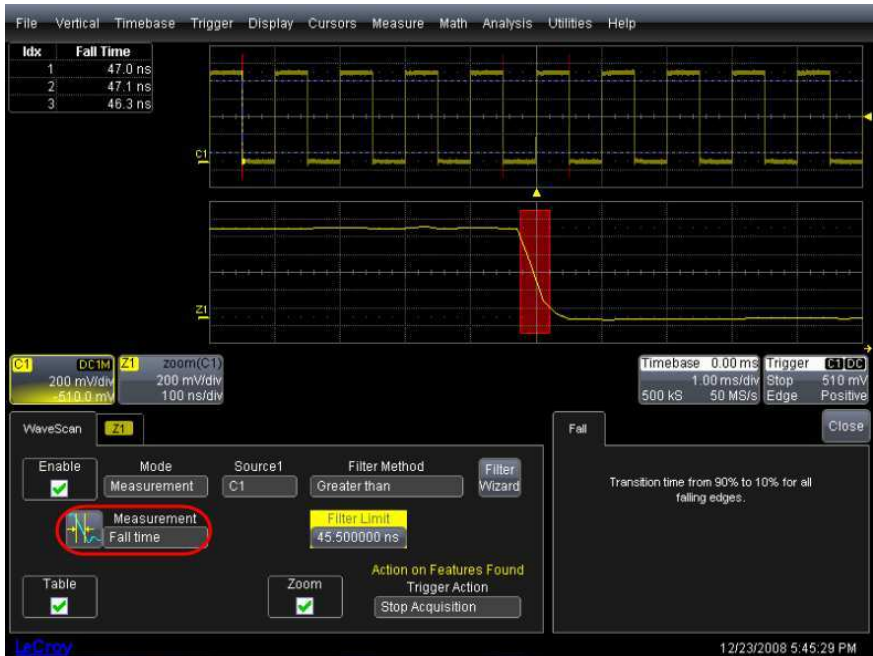 File Vertical Timebase Trigger Display Cursors Measure Math Analysis Utilities Help
Idx Fall Time
1 47.0 ns
2 47.1 ns
3 46.3 ns
C1
Z1
C1 DC1M
200 mV/div
-510.0 mV
Z1 zoom(C1)
200 mV/div
100 ns/div
Timebase 0.00 ms
1.00 ms/div
500 kS 50 MS/s
Trigger C1 DC
Stop 510 mV
Edge Positive
WaveScan Z1
Fall
Close
Enable
Mode
Measurement
Source1
C1
Filter Method
Greater than
Filter Wizard
Measurement
Fall time
Filter Limit
45.500000 ns
Table
Zoom
Action on Features Found
Trigger Action
Stop Acquisition
Transition time from 90% to 10% for all
falling edges.
LeCroy
12/23/2008 5:45:29 PM